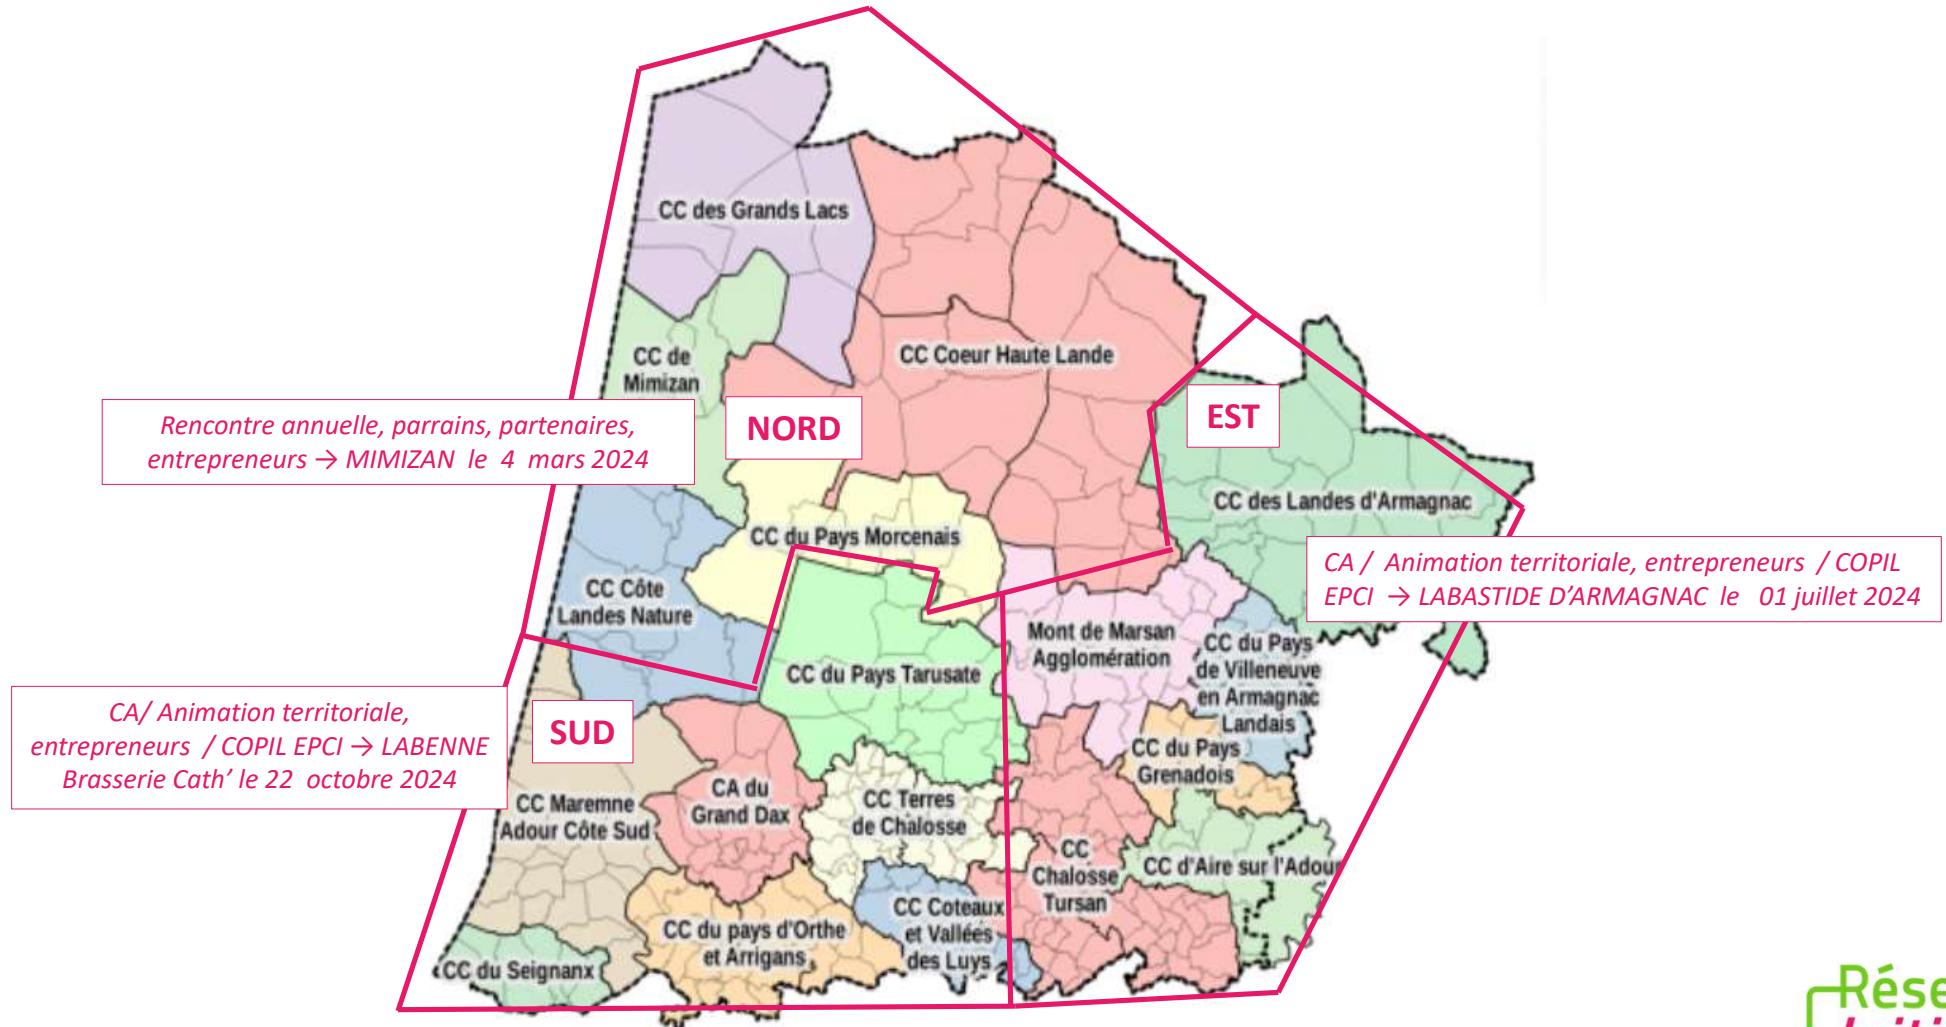 CC des Grands Lacs
CC de
Mimizan
CC Coeur Haute Lande
NORD
EST
Rencontre annuelle, parrains, partenaires,
entrepreneurs → MIMIZAN le 4 mars 2024
CC des Landes d'Armagnac
CC du Pays Morcenais
CA / Animation territoriale, entrepreneurs / COPIL
EPCI → LABASTIDE D'ARMAGNAC le 01 juillet 2024
CC Côte
Landes Nature
Mont de Marsan
Agglomération
CC du Pays
de Villeneuve
en Armagnac
Landais
CC du Pays Tarusate
CA/ Animation territoriale,
entrepreneurs / COPIL EPCI → LABENNE
Brasserie Cath' le 22 octobre 2024
SUD
CC du Pays
Grenadois
CC Maremne
Adour Côte Sud
CA du
Grand Dax
CC Terres
de Chalosse
CC
Chalosse
Tursan
CC d'Aire sur l'Adour
CC du pays d'Orthe
et Arrigans
CC Coteaux
et Vallées
des Luys
CC du Seignanx
Rése